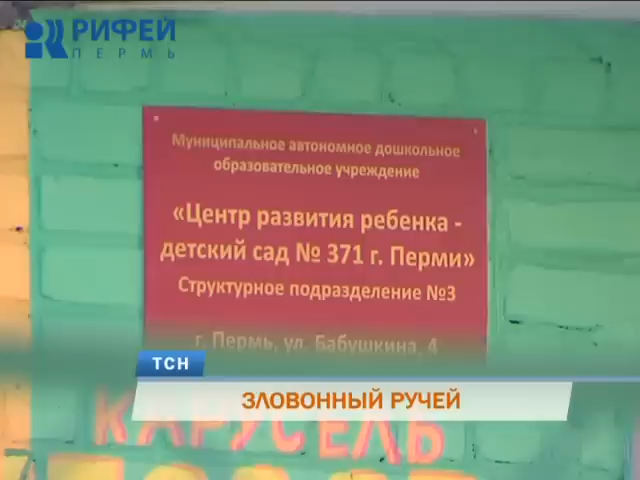 РИФЕЙ
ПЕРМЬ
Муниципальное автономное дошкольное
образовательное учреждение
«Центр развития ребенка -
детский сад № 371 г. Перми»
Структурное подразделение №3
г. Пермь, ул. Бабушкина, 4
ТСН
ЗЛОВОННЫЙ РУЧЕЙ
КАРУСЕЛЬ